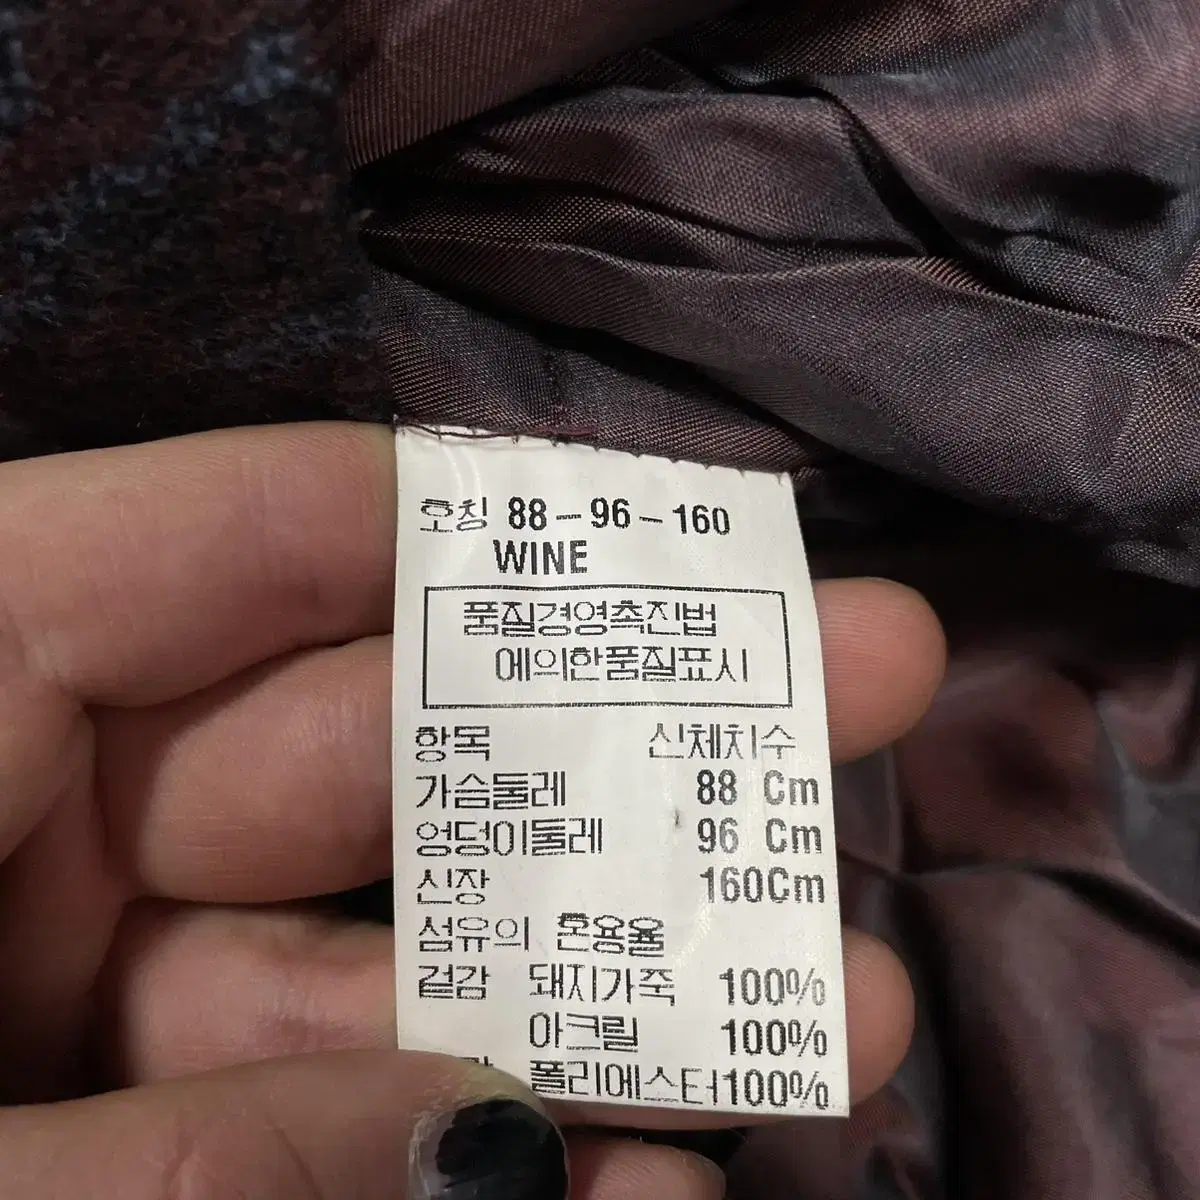 호칭 88-96-160
WINE
품질경영촉진법
에의한품질표시
항목 신체치수
가슴둘레 88 Cm
엉덩이둘레 96 Cm
신장 160Cm
섬유의 혼용율
겉감 돼지가죽 100%
아크릴 100%
폴리에스터100%